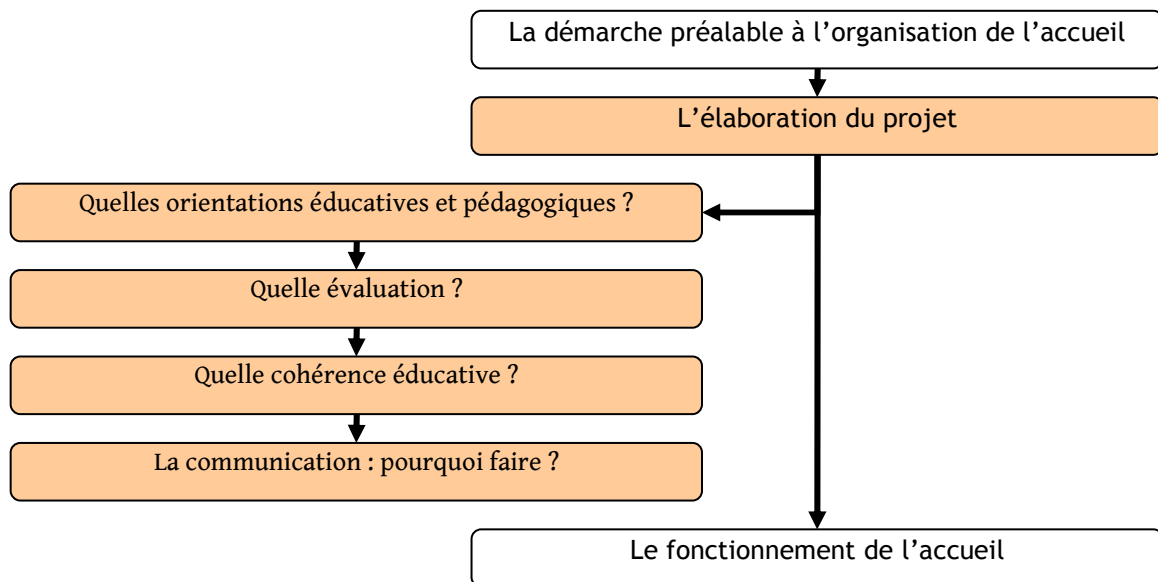 La démarche préalable à l’organisation de l’accueil
L’élaboration du projet
Quelles orientations éducatives et pédagogiques ?
Quelle évaluation ?
Quelle cohérence éducative ?
La communication : pourquoi faire ?
Le fonctionnement de l’accueil